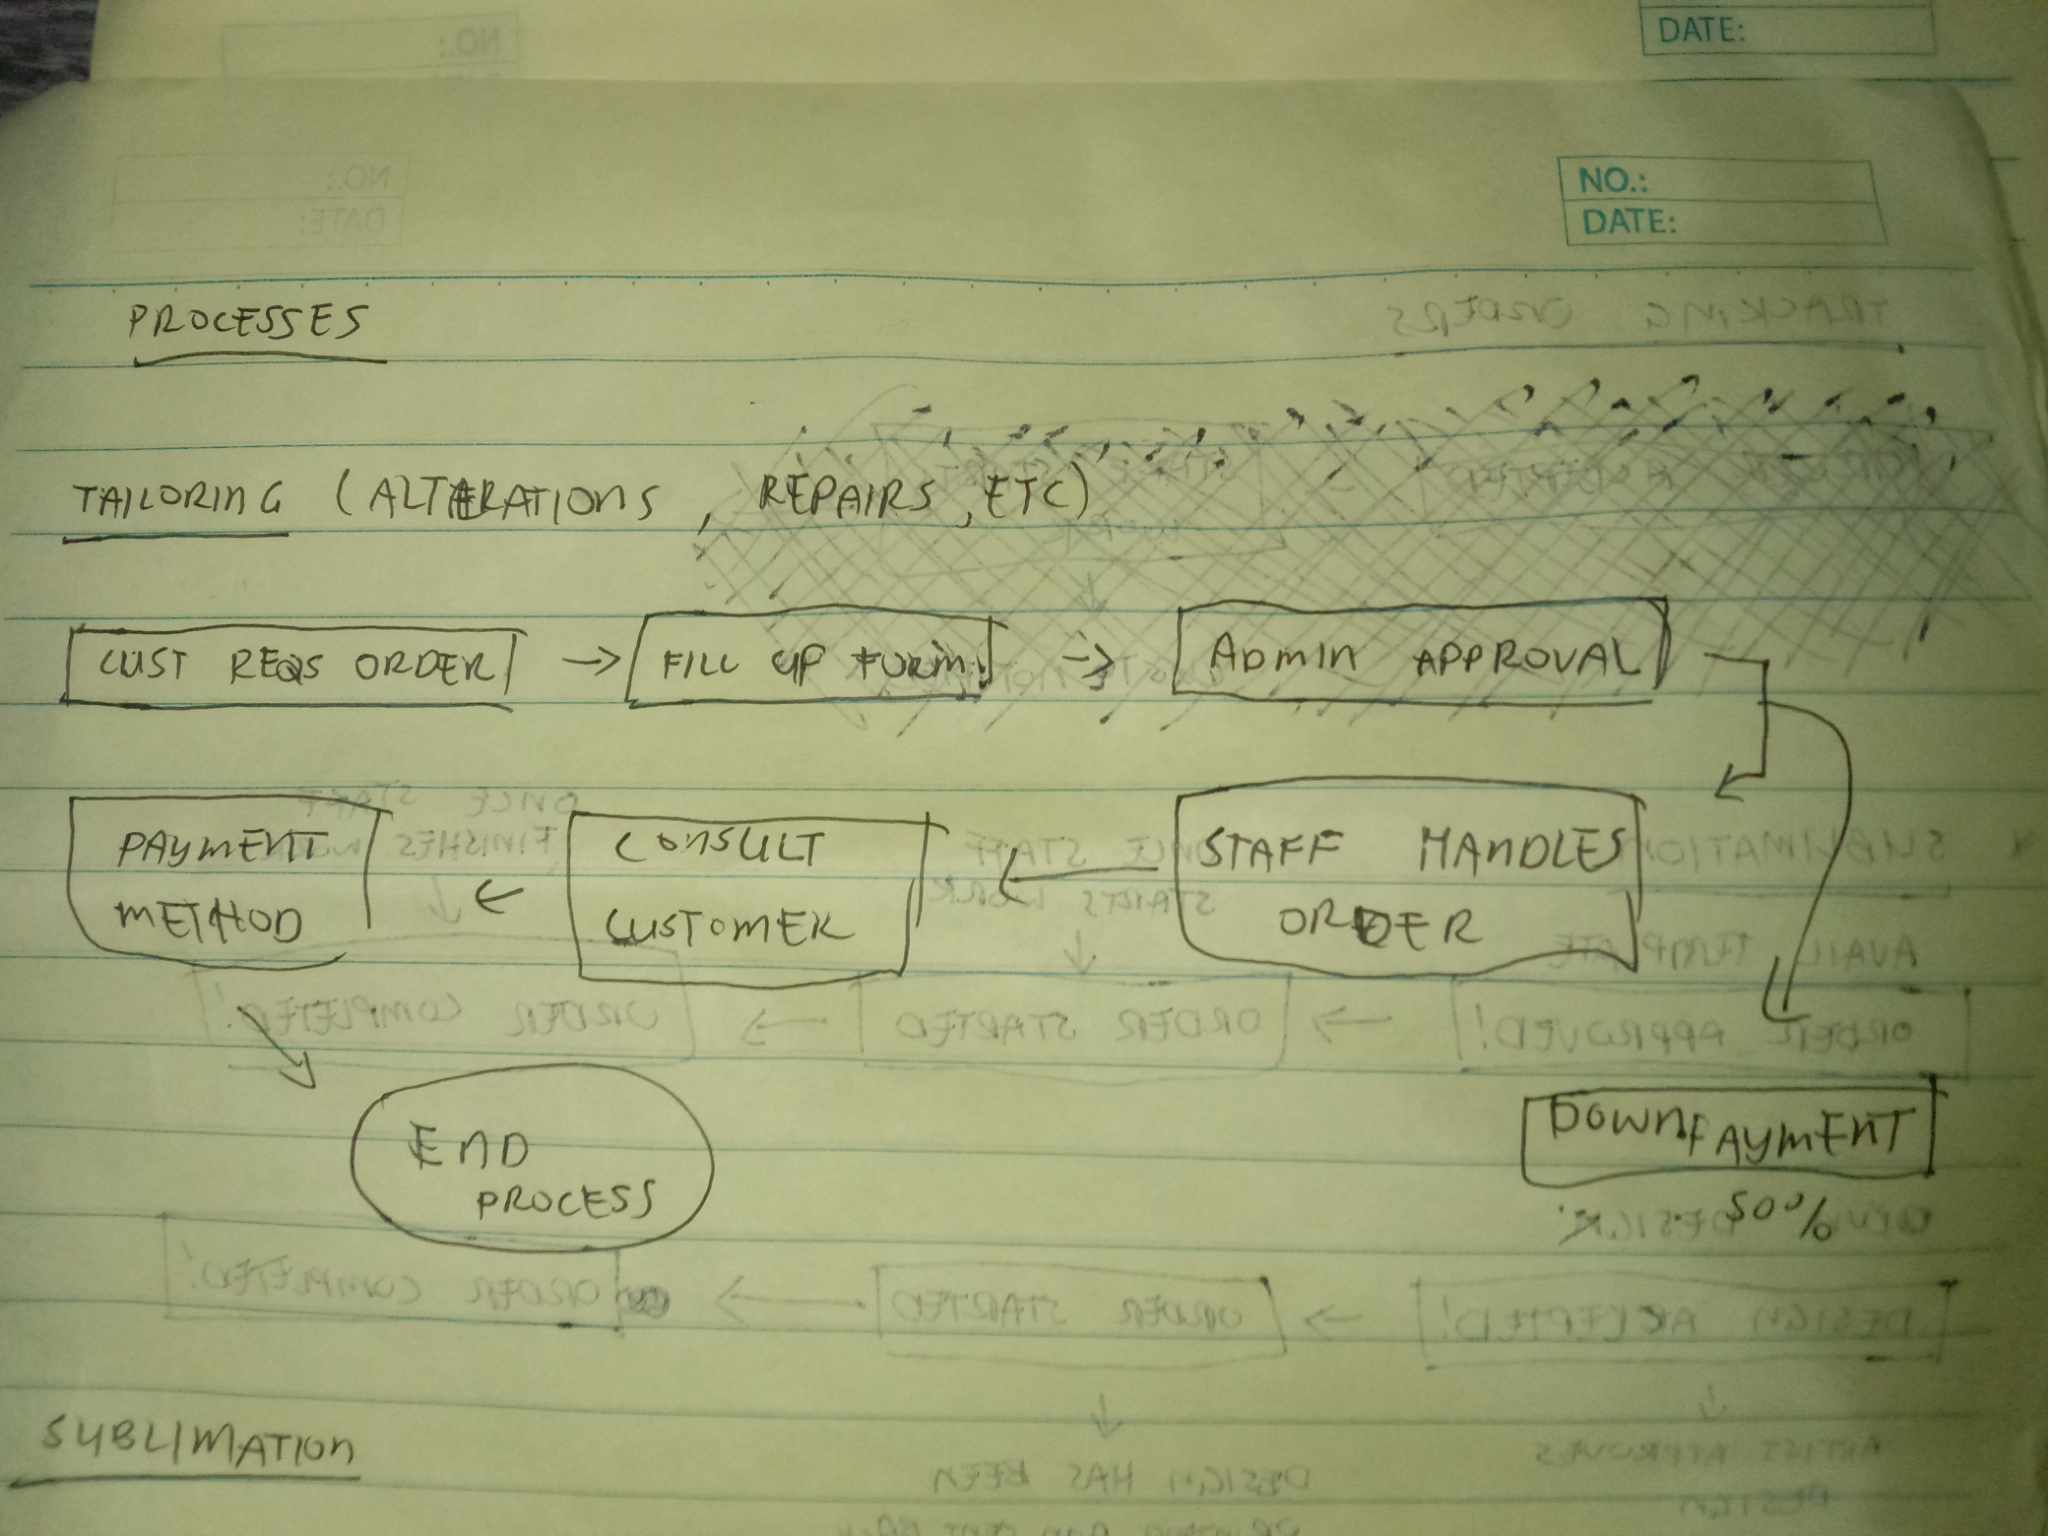 DATE:
NO.:
DATE:
PROCESSES
TAILORING (ALTERATIONS, REPAIRS, ETC)
CUST REQS ORDER → FILL UP FORM → ADMIN APPROVAL
PAYMENT METHOD ← CONSULT CUSTOMER ← STAFF HANDLES ORDER
END PROCESS
DOWNPAYMENT
50%
SUBLIMATION